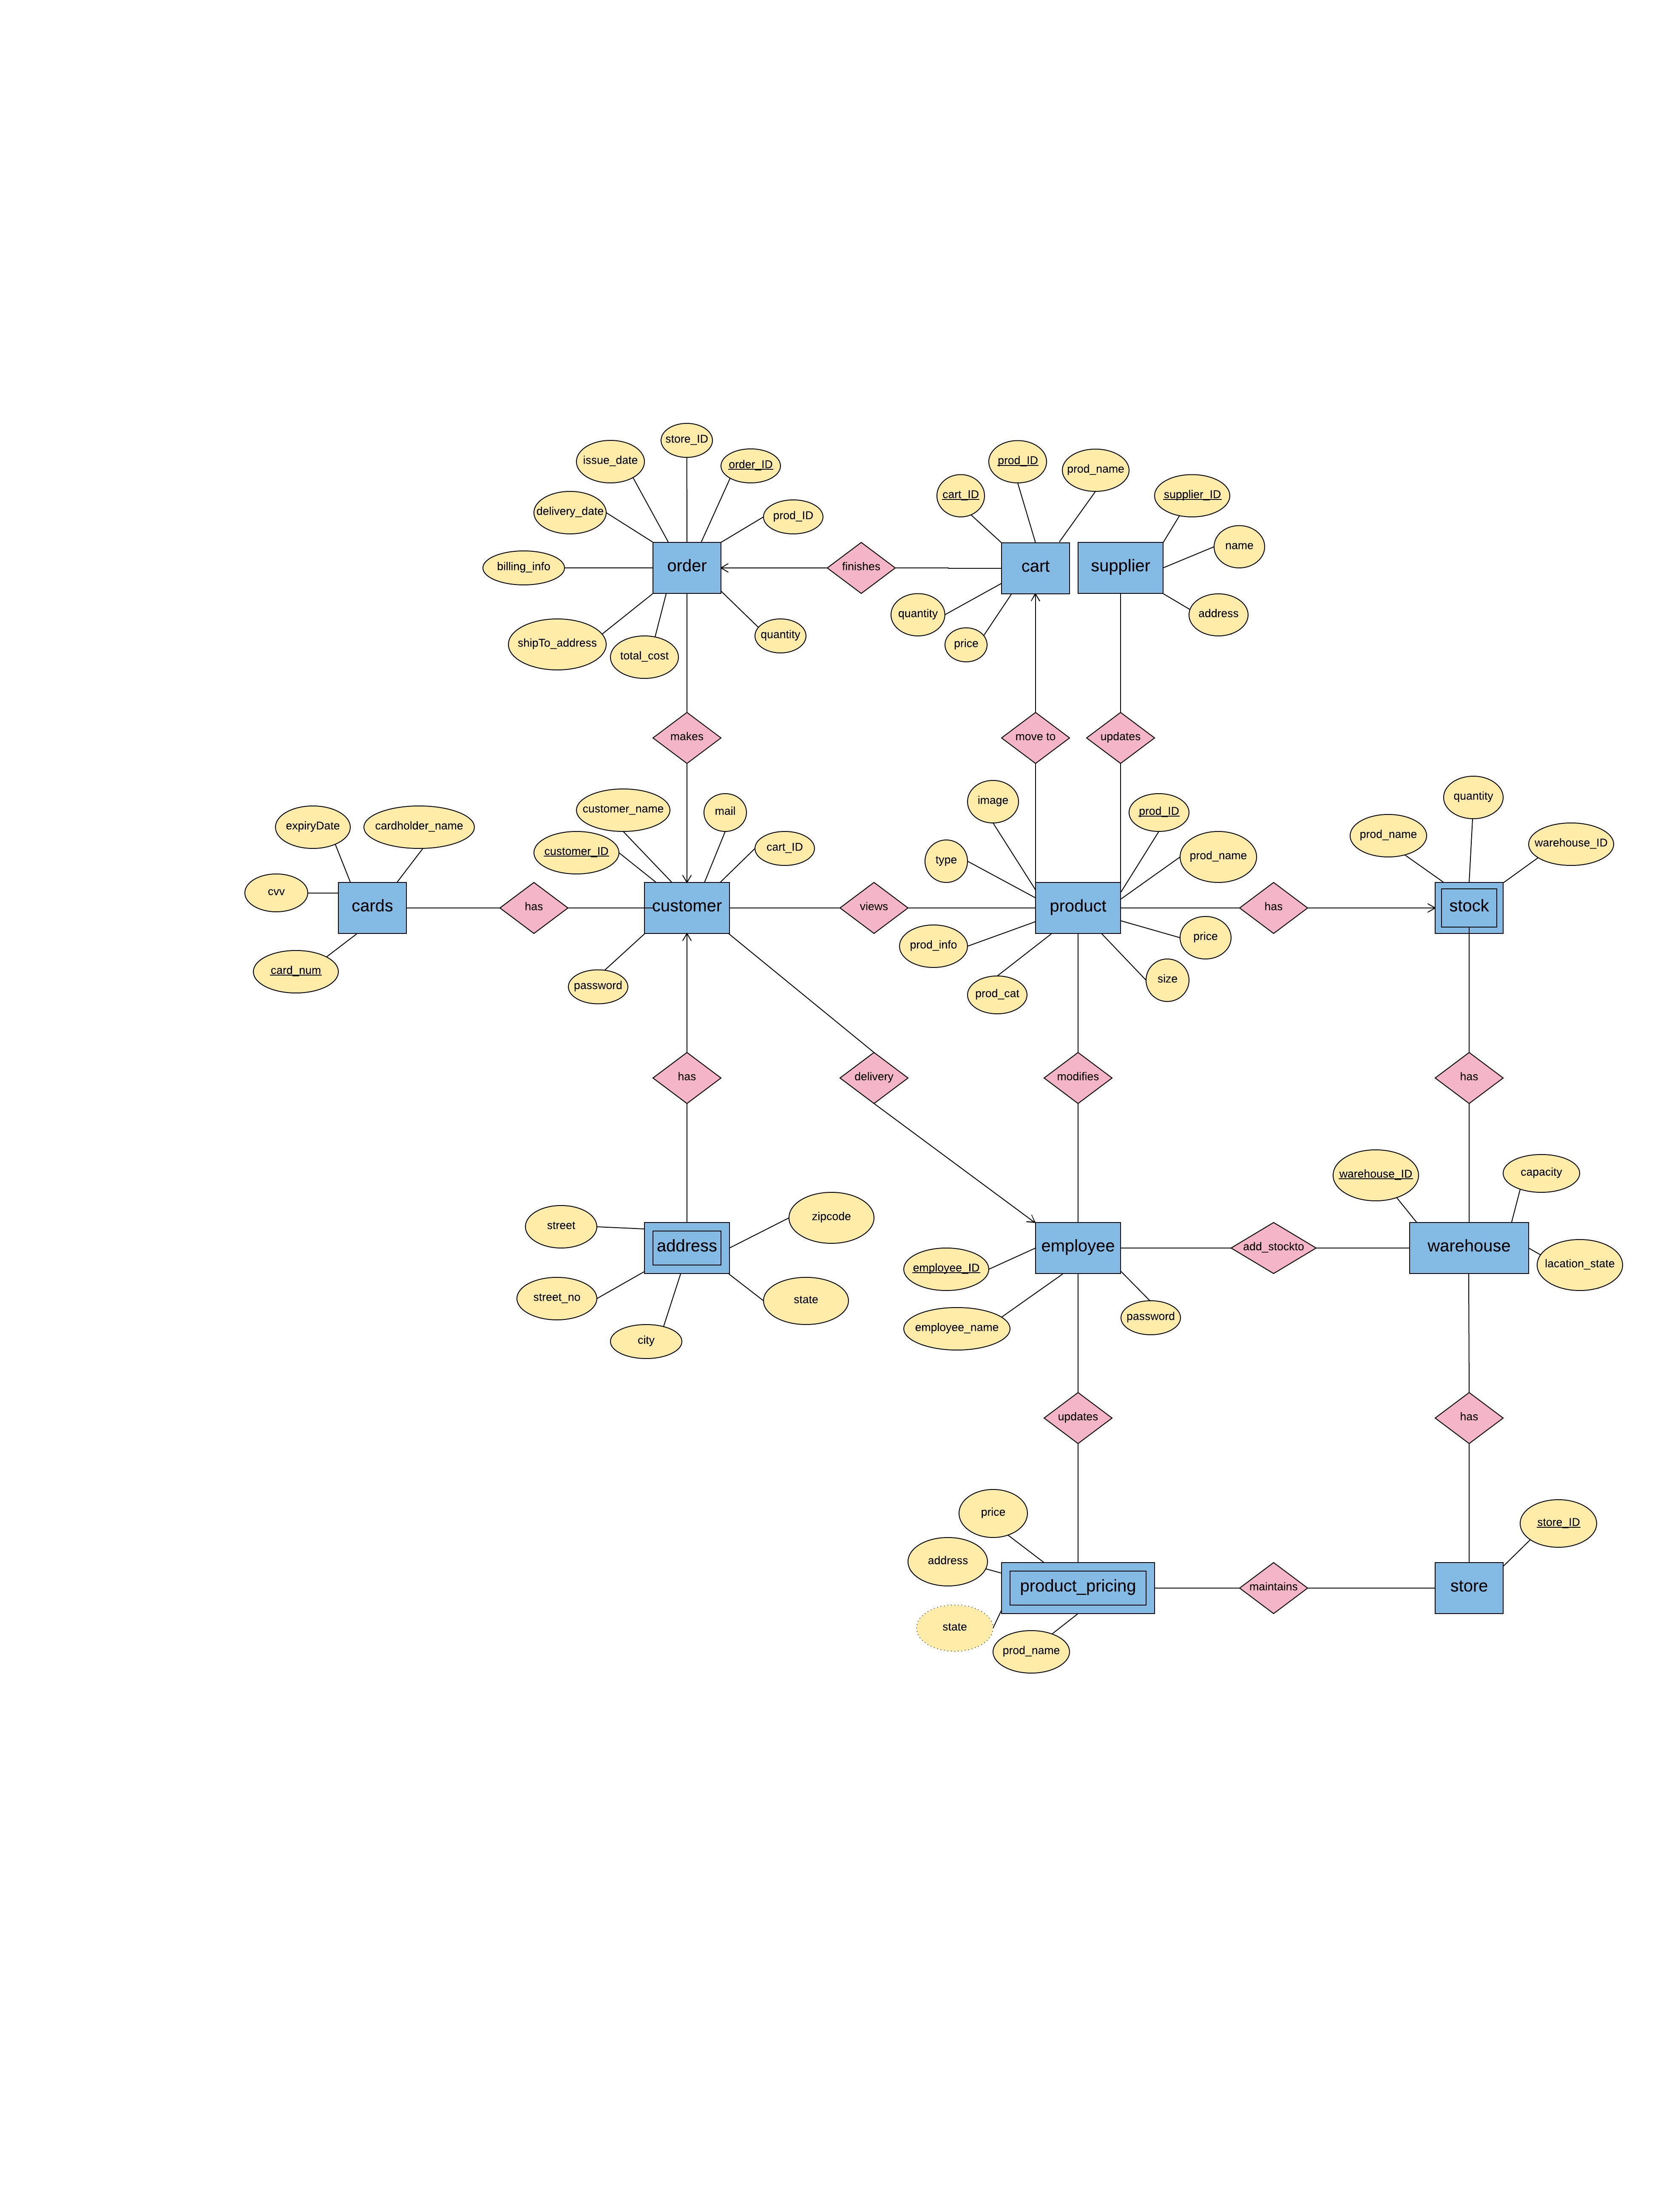 store_ID
issue_date
order_ID
delivery_date
prod_ID
billing_info
order
shipTo_address
total_cost
quantity
finishes
prod_ID
prod_name
cart_ID
supplier_ID
name
cart
supplier
quantity
price
address
makes
move to
updates
expiryDate
cardholder_name
cvv
cards
card_num
has
customer_name
mail
customer_ID
cart_ID
customer
password
views
image
prod_ID
type
prod_name
product
prod_info
price
prod_cat
size
has
quantity
prod_name
warehouse_ID
stock
has
delivery
modifies
has
street
zipcode
address
street_no
state
city
employee
employee_ID
employee_name
password
add_stockto
warehouse_ID
capacity
warehouse
lacation_state
updates
has
price
address
product_pricing
state
prod_name
maintains
store_ID
store